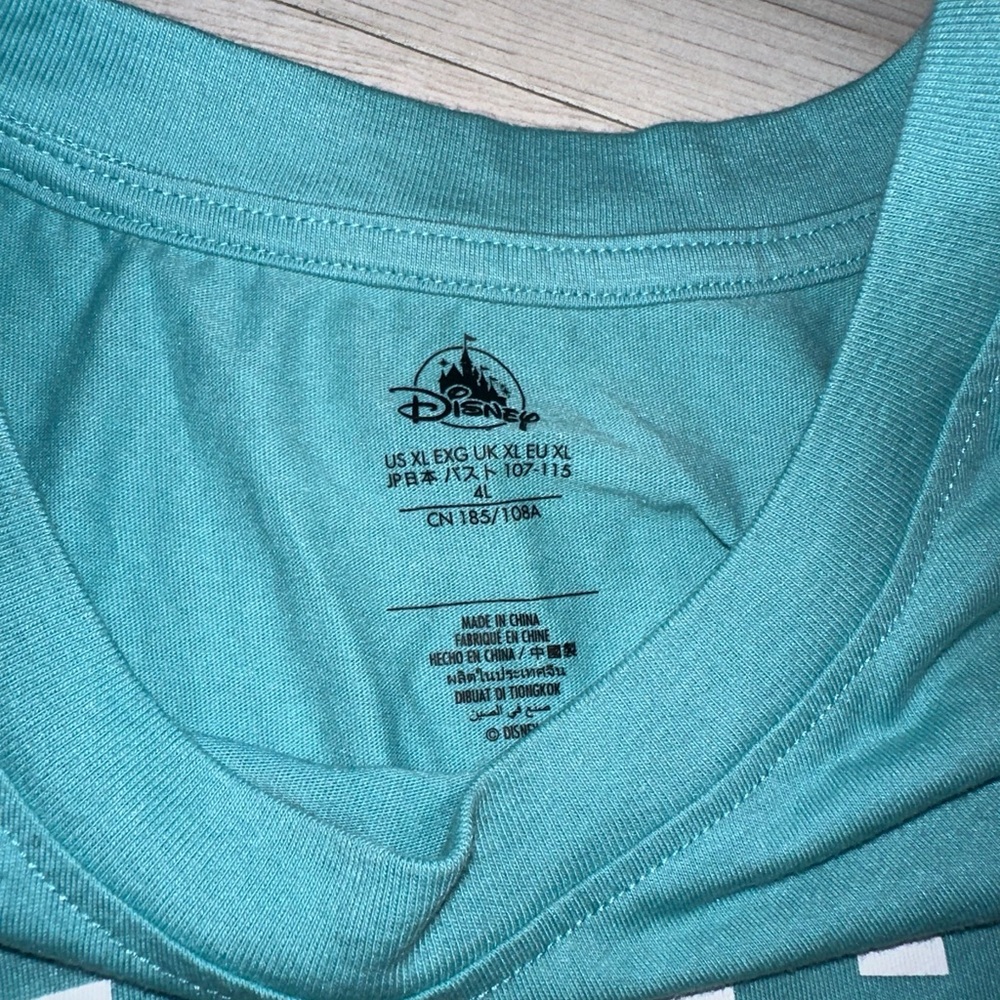 Disney
US XL EXG UK XL EU XL
JP日本 バスト 107-115
4L
CN 185/108A
MADE IN CHINA
FABRIQUÉ EN CHINE
HECHO EN CHINA / 中國製
ผลิตในประเทศจีน
DIBUAT DI TIONGKOK
صنع في الصين
© DISNEY